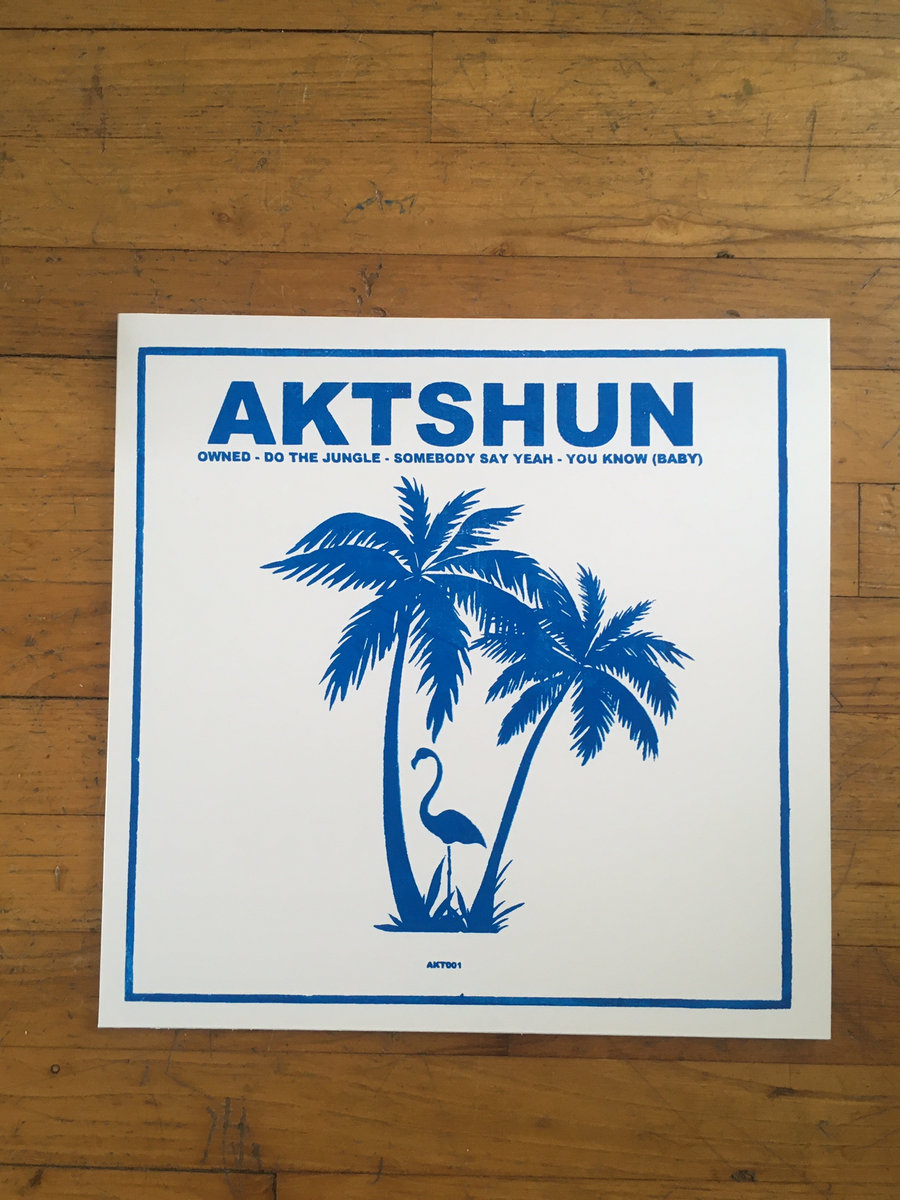 AKTSHUN
OWNED - DO THE JUNGLE - SOMEBODY SAY YEAH - YOU KNOW (BABY)
AKT001